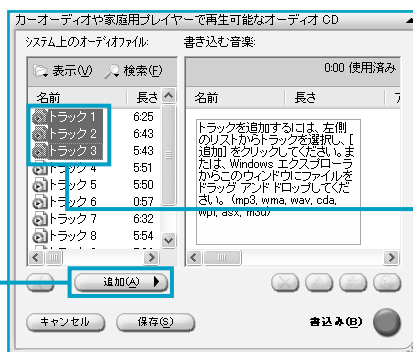 カーオーディオや家庭用プレイヤーで再生可能なオーディオ CD
システム上のオーディオファイル:
書き込む音楽:
表示(V) 検索(F)
0:00 使用済み
名前 長さ
名前 長さ
トラック 1 6:25
トラック 2 6:43
トラック 3 5:43
トラック 4 5:51
トラック 5 5:50
トラック 6 0:57
トラック 7 6:32
トラック 8 5:54
トラックを追加するには、左側
のリストからトラックを選択し、[
追加] をクリックしてください。ま
たは、Windows エクスプローラ
からこのウィンドウにファイルを
ドラッグ アンド ドロップしてくだ
さい。 (mp3, wma, wav, cda,
wpl, asx, m3u)
追加(A)
キャンセル 保存(S)
書込み(B)